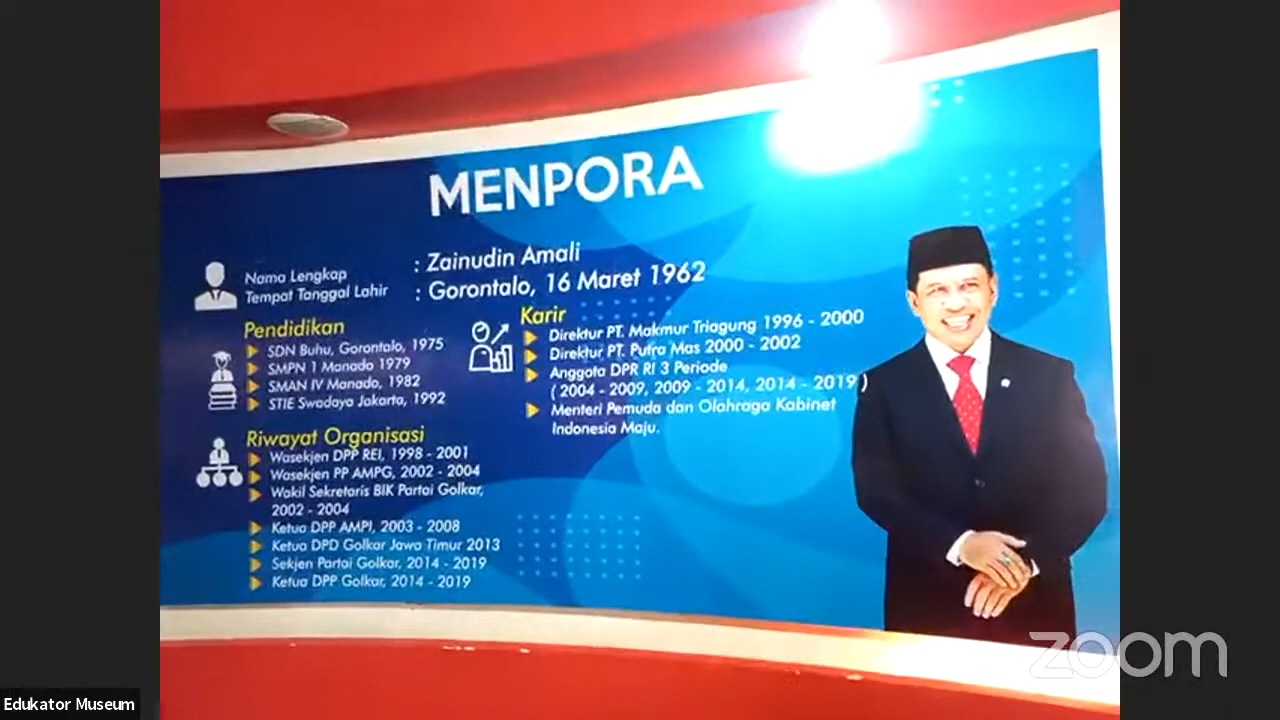 MENPORA
Nama Lengkap : Zainudin Amali
Tempat Tanggal Lahir : Gorontalo, 16 Maret 1962
Pendidikan
SDN Buhu, Gorontalo, 1975
SMPN 1 Manado 1979
SMAN IV Manado, 1982
STIE Swadaya Jakarta, 1992
Riwayat Organisasi
Wasekjen DPP REI, 1998 - 2001
Wasekjen PP AMPG, 2002 - 2004
Wakil Sekretaris BIK Partai Golkar,
2002 - 2004
Ketua DPP AMPI, 2003 - 2008
Ketua DPD Golkar Jawa Timur 2013
Sekjen Partai Golkar, 2014 - 2019
Ketua DPP Golkar, 2014 - 2019
Karir
Direktur PT. Makmur Triagung 1996 - 2000
Direktur PT. Putra Mas 2000 - 2002
Anggota DPR RI 3 Periode
( 2004 - 2009, 2009 - 2014, 2014 - 2019 )
Menteri Pemuda dan Olahraga Kabinet
Indonesia Maju.
zoom
Edukator Museum